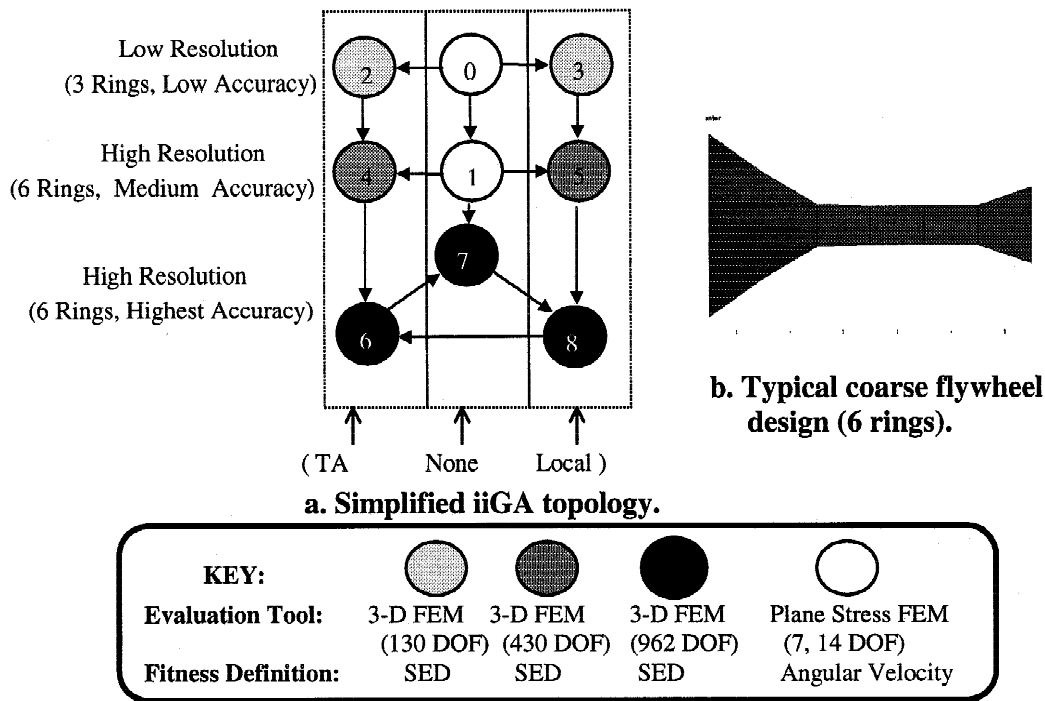 Low Resolution
(3 Rings, Low Accuracy)
2 0 3
High Resolution
(6 Rings, Medium Accuracy)
4 1 5
High Resolution
(6 Rings, Highest Accuracy)
7
6 8
( TA None Local )
a. Simplified iiGA topology.
b. Typical coarse flywheel
design (6 rings).
KEY:
Evaluation Tool: 3-D FEM 3-D FEM 3-D FEM Plane Stress FEM
(130 DOF) (430 DOF) (962 DOF) (7, 14 DOF)
Fitness Definition: SED SED SED Angular Velocity